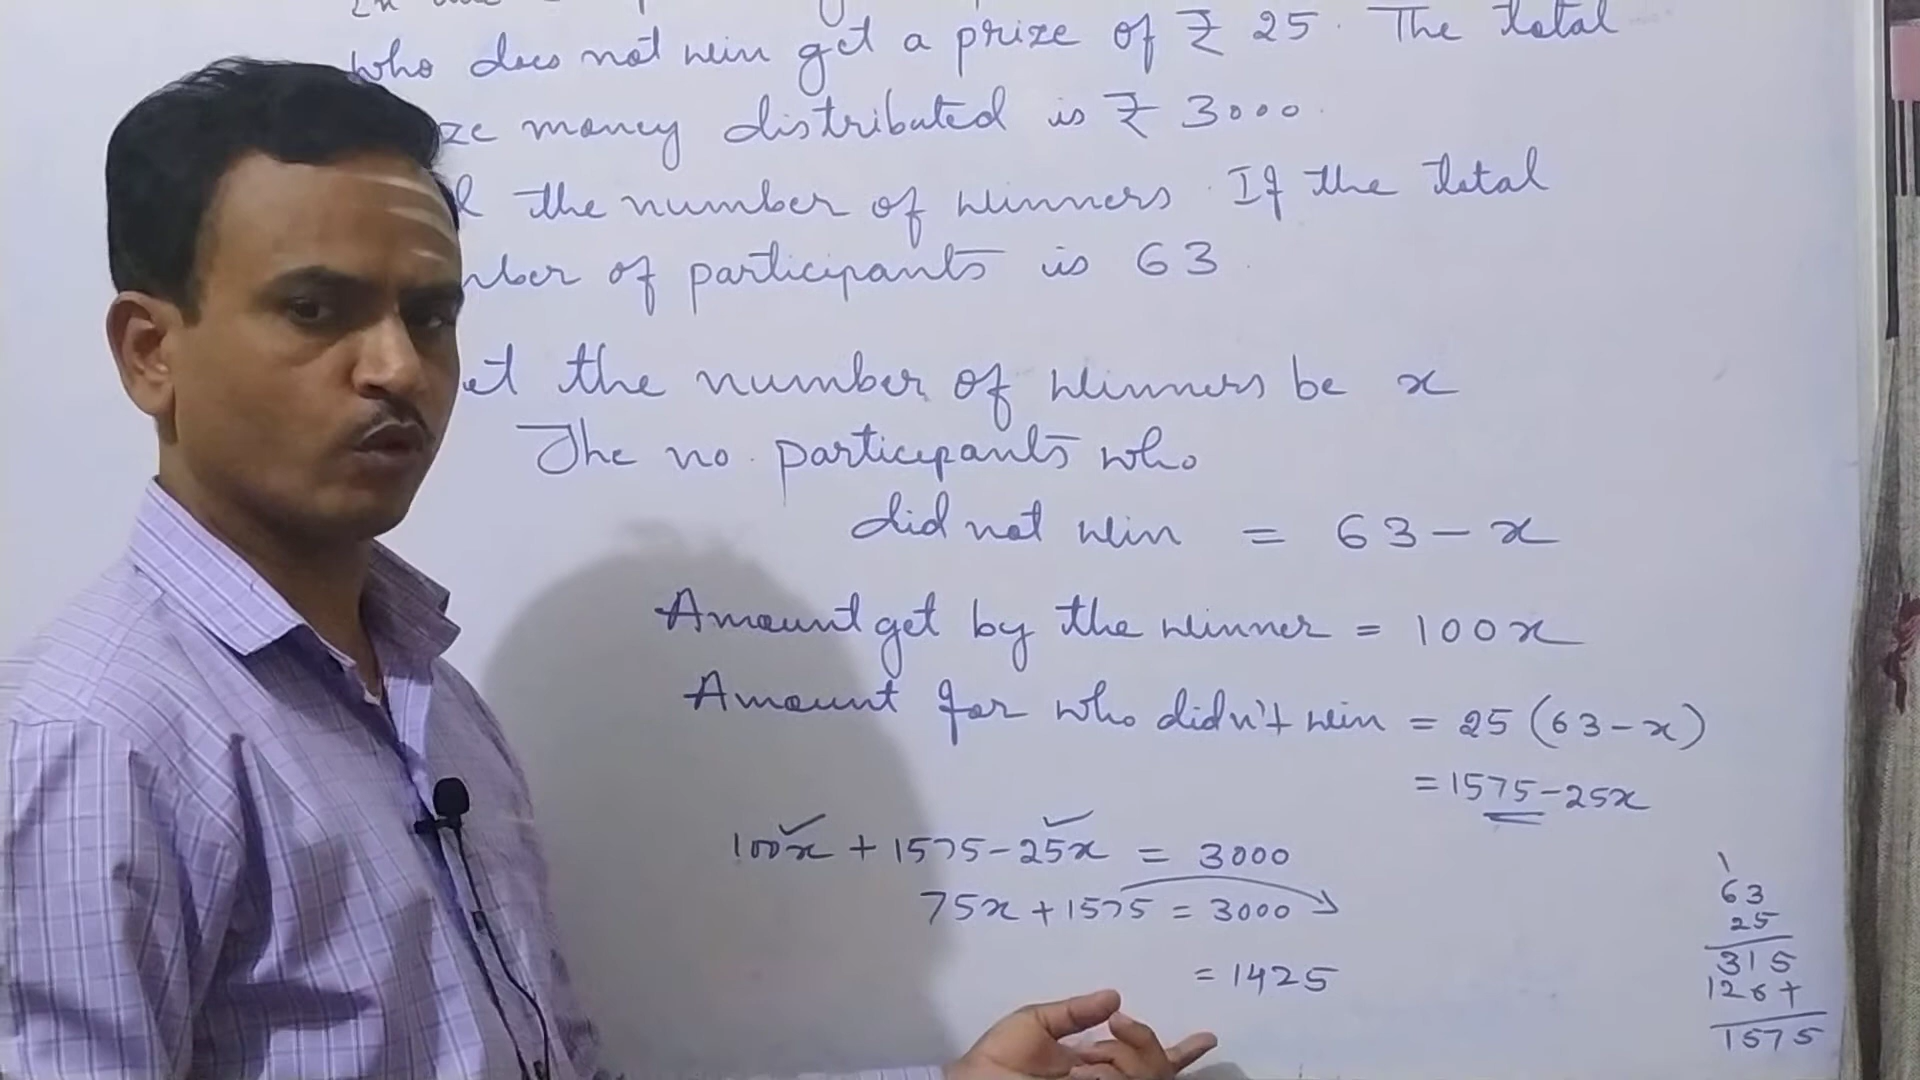 who does not win get a prize of ₹ 25. The total
ze money distributed is ₹ 3000.
the number of winners. If the total
mber of participants is 63.
et the number of winners be x
The no. participants who
did not win = 63 - x
Amount get by the winner = 100x
Amount for who didn't win = 25(63-x)
= 1575-25x
100x + 1575-25x = 3000
75x + 1575 = 3000
= 1425
63
25
315
126+
1575